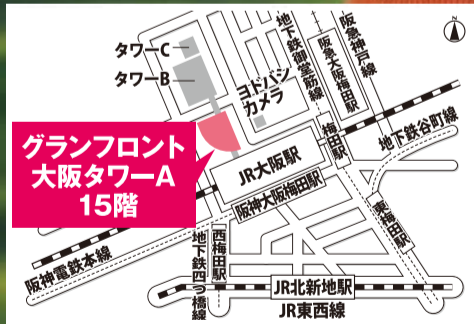 タワーC
タワーB
ヨドバシ
カメラ
地下鉄御堂筋線
阪急大阪梅田駅
阪急神戸線
N
グランフロント
大阪タワーA
15階
JR大阪駅
梅田駅
地下鉄谷町線
阪神大阪梅田駅
東梅田駅
阪神電鉄本線
西梅田駅
地下鉄四つ橋線
JR北新地駅
JR東西線